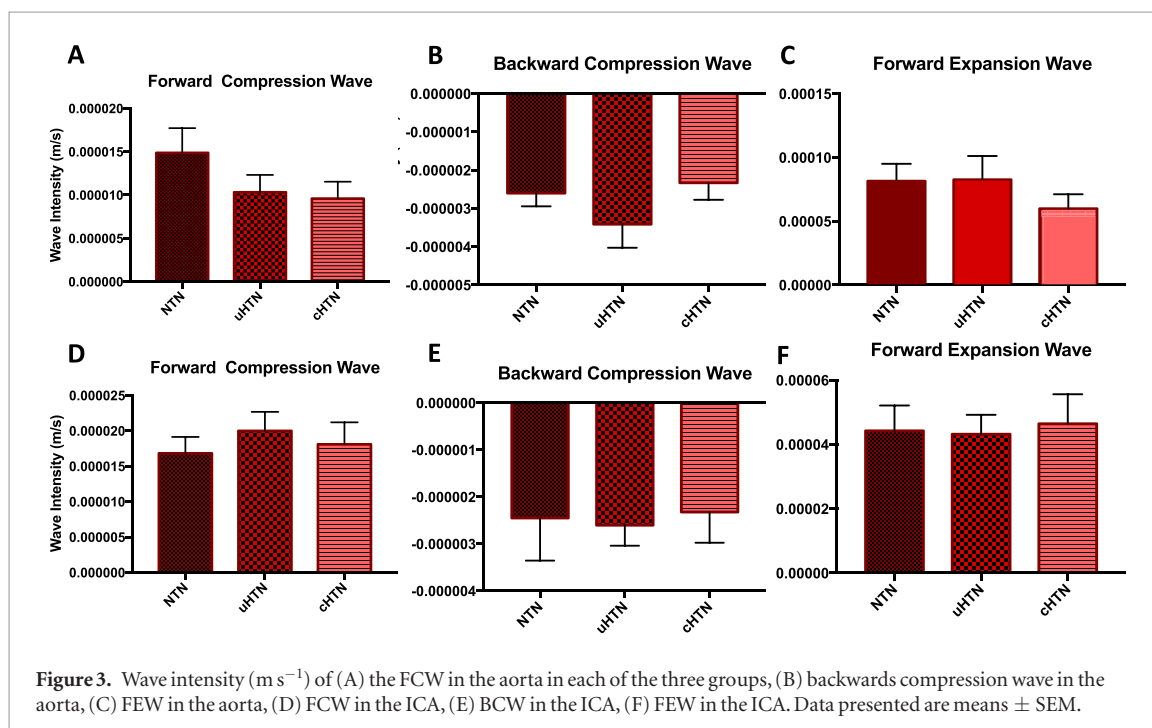 A
Forward Compression Wave
Wave Intensity (m/s)
0.000020
0.000015
0.000010
0.000005
0.000000
NTN
uHTN
cHTN
B
Backward Compression Wave
0.000000
-0.000001
-0.000002
-0.000003
-0.000004
-0.000005
NTN
uHTN
cHTN
C
Forward Expansion Wave
0.00015
0.00010
0.00005
0.00000
NTN
uHTN
cHTN
D
Forward Compression Wave
Wave Intensity (m/s)
0.000025
0.000020
0.000015
0.000010
0.000005
0.000000
NTN
uHTN
cHTN
E
Backward Compression Wave
0.000000
-0.000001
-0.000002
-0.000003
-0.000004
NTN
uHTN
cHTN
F
Forward Expansion Wave
0.00006
0.00004
0.00002
0.00000
NTN
uHTN
cHTN
Figure 3. Wave intensity (m s⁻¹) of (A) the FCW in the aorta in each of the three groups, (B) backwards compression wave in the
aorta, (C) FEW in the aorta, (D) FCW in the ICA, (E) BCW in the ICA, (F) FEW in the ICA. Data presented are means ± SEM.